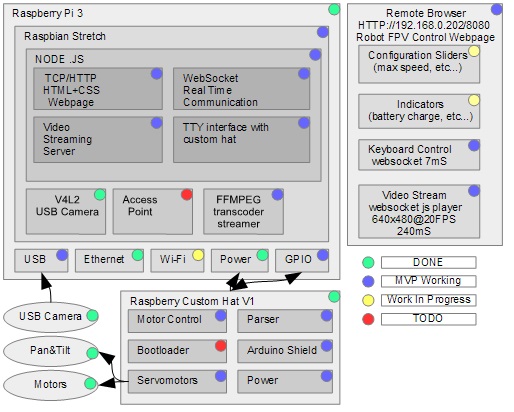 Raspberry Pi 3
Raspbian Stretch
NODE .JS
TCP/HTTP
HTML+CSS
Webpage
WebSocket
Real Time
Communication
Video
Streaming
Server
TTY interface with
custom hat
V4L2
USB Camera
Access
Point
FFMPEG
transcoder
streamer
USB
Ethernet
Wi-Fi
Power
GPIO
USB Camera
Pan&Tilt
Motors
Raspberry Custom Hat V1
Motor Control
Parser
Bootloader
Arduino Shield
Servomotors
Power
Remote Browser
HTTP://192.168.0.202/8080
Robot FPV Control Webpage
Configuration Sliders
(max speed, etc...)
Indicators
(battery charge, etc...)
Keyboard Control
websocket 7mS
Video Stream
websocket js player
640x480@20FPS
240mS
DONE
MVP Working
Work In Progress
TODO